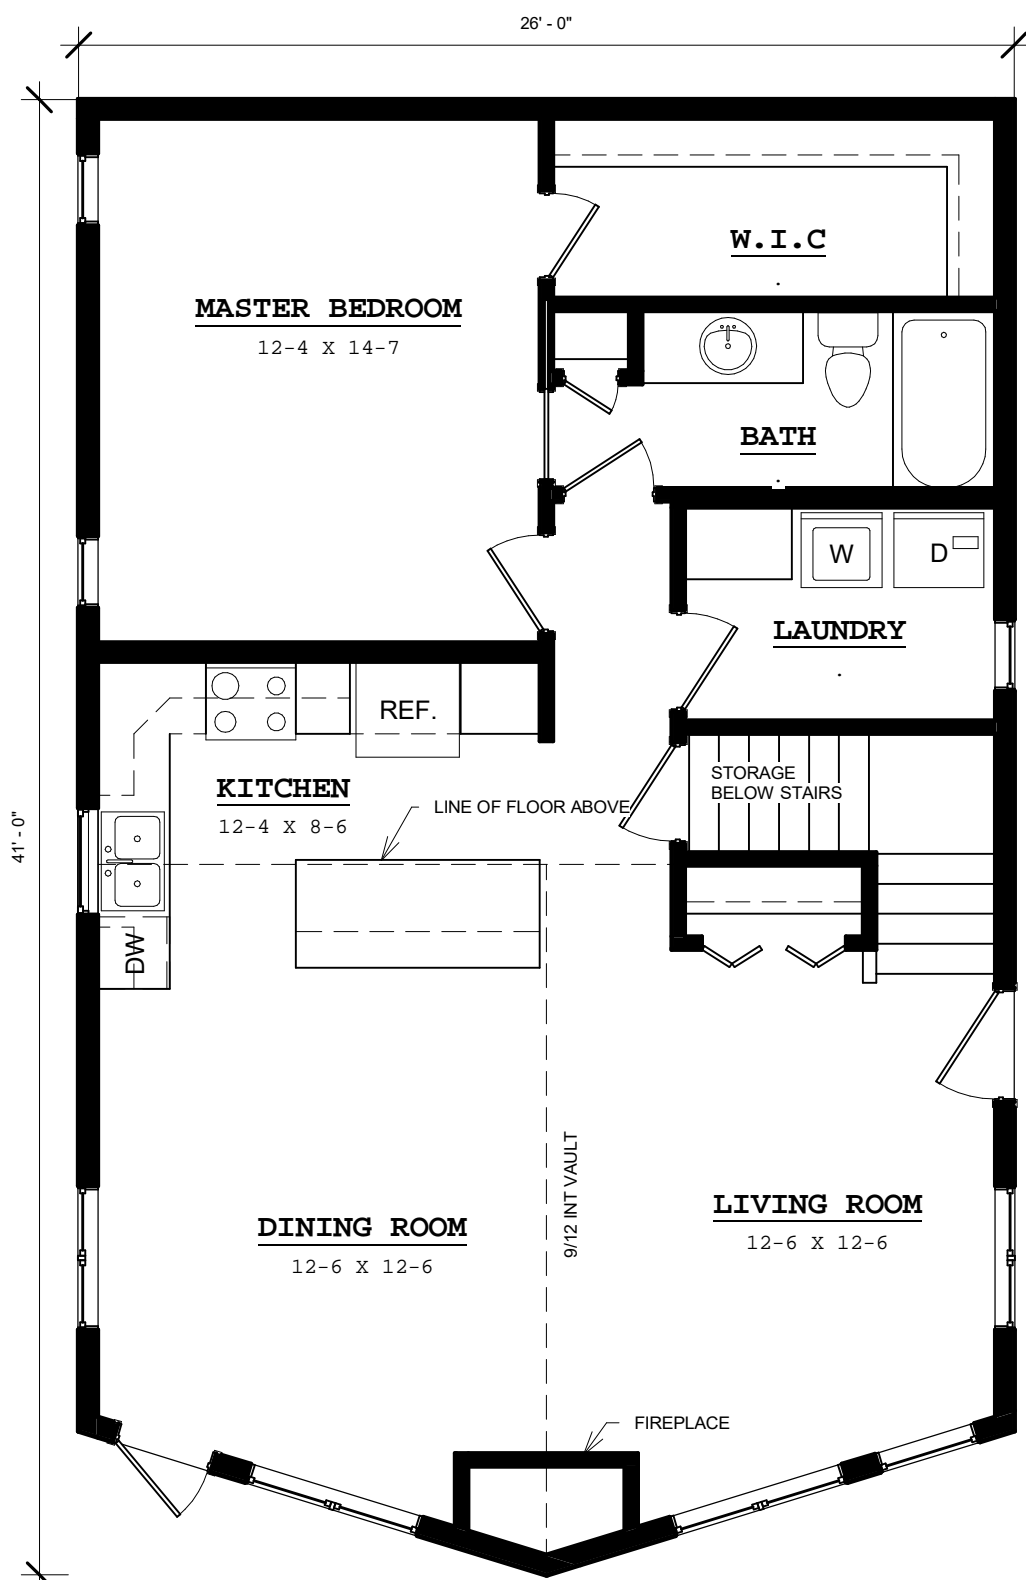 26' - 0"
W.I.C
MASTER BEDROOM
12-4 X 14-7
BATH
W
D
LAUNDRY
REF.
KITCHEN
12-4 X 8-6
STORAGE
BELOW STAIRS
LINE OF FLOOR ABOVE
41' - 0"
DW
9/12 INT VAULT
LIVING ROOM
12-6 X 12-6
DINING ROOM
12-6 X 12-6
FIREPLACE